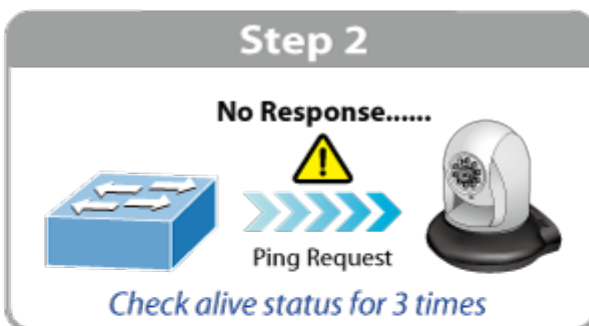 Step 2
No Response......
Ping Request
Check alive status for 3 times